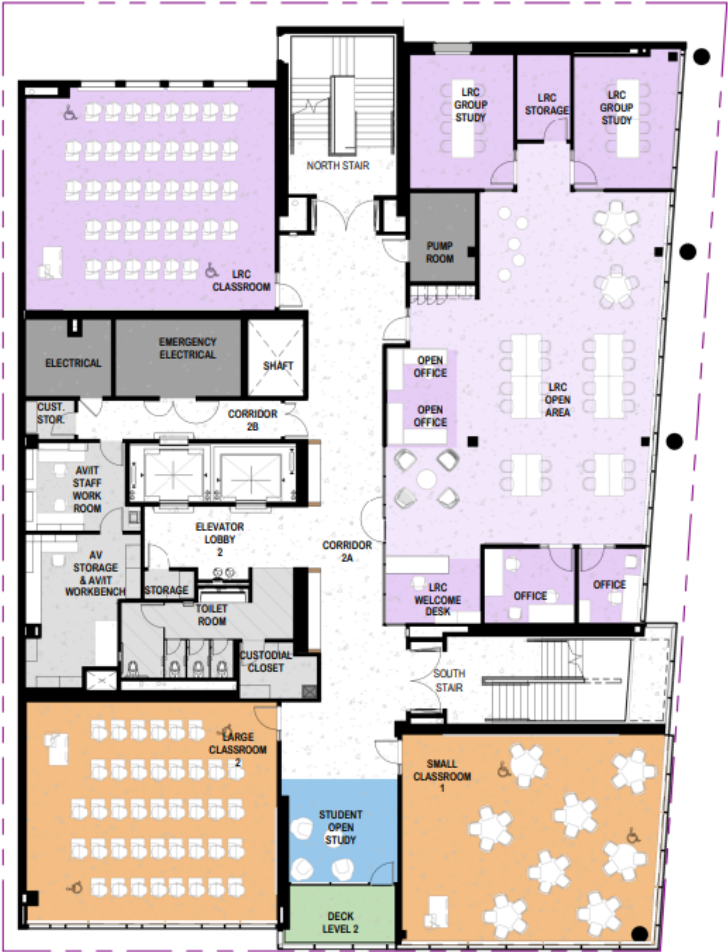 LRC
GROUP
STUDY
LRC
STORAGE
LRC
GROUP
STUDY
NORTH STAIR
PUMP
ROOM
LRC
CLASSROOM
ELECTRICAL
EMERGENCY
ELECTRICAL
SHAFT
OPEN
OFFICE
OPEN
OFFICE
LRC
OPEN
AREA
CUST.
STOR.
CORRIDOR
2B
AV/IT
STAFF
WORK
ROOM
ELEVATOR
LOBBY
2
CORRIDOR
2A
AV
STORAGE
& AV/IT
WORKBENCH
STORAGE
TOILET
ROOM
LRC
WELCOME
DESK
OFFICE
OFFICE
CUSTODIAL
CLOSET
SOUTH
STAIR
LARGE
CLASSROOM
2
SMALL
CLASSROOM
1
STUDENT
OPEN
STUDY
DECK
LEVEL 2